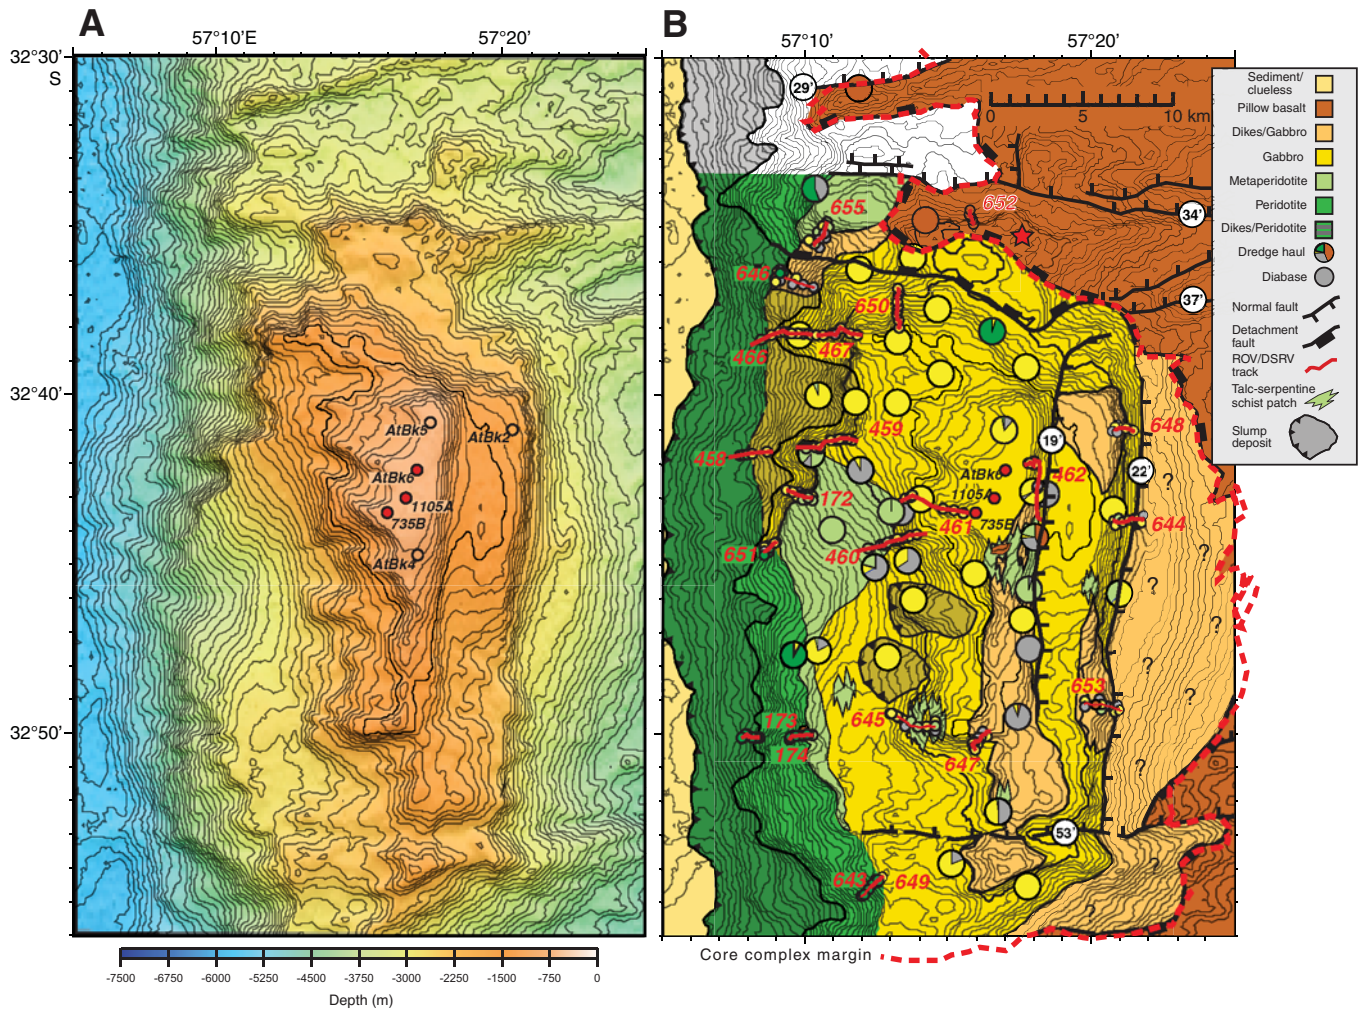 A
57°10'E
57°20'
32°30'
S
32°40'
32°50'
AtBk5
AtBk2
AtBk6
1105A
735B
AtBk4
-7500
-6750
-6000
-5250
-4500
-3750
-3000
-2250
-1500
-750
0
Depth (m)
B
57°10'
57°20'
29'
0
5
10 km
34'
37'
655
652
646
650
466
467
459
458
19'
648
22'
462
172
AtBk6
1105A
735B
461
644
651
460
?
?
?
?
?
653
173
645
174
647
?
53'
?
643
649
?
Core complex margin
Sediment/
clueless
Pillow basalt
Dikes/Gabbro
Gabbro
Metaperidotite
Peridotite
Dikes/Peridotite
Dredge haul
Diabase
Normal fault
Detachment
fault
ROV/DSRV
track
Talc-serpentine
schist patch
Slump
deposit